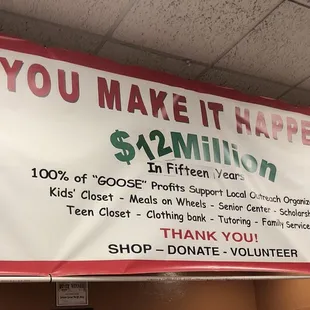 YOU MAKE IT HAPPE
$12Million
In Fifteen Years
100% of "GOOSE" Profits Support Local Outreach Organiz
Kids' Closet - Meals on Wheels - Senior Center - Scholarsh
Teen Closet - Clothing bank - Tutoring - Family Service
THANK YOU!
SHOP - DONATE - VOLUNTEER